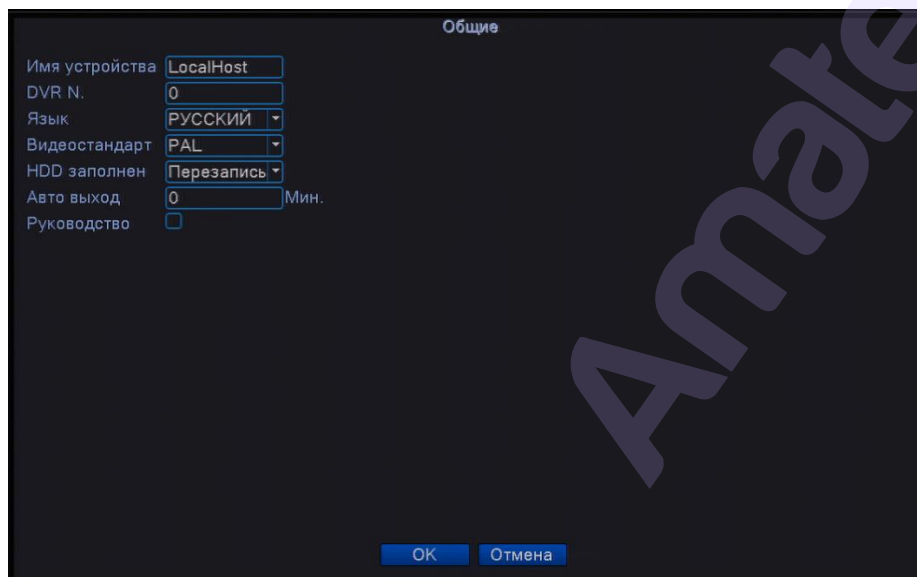 Общие
Имя устройства LocalHost
DVR N. 0
Язык РУССКИЙ
Видеостандарт PAL
HDD заполнен Перезапись
Авто выход 0 Мин.
Руководство
OK Отмена
Amate